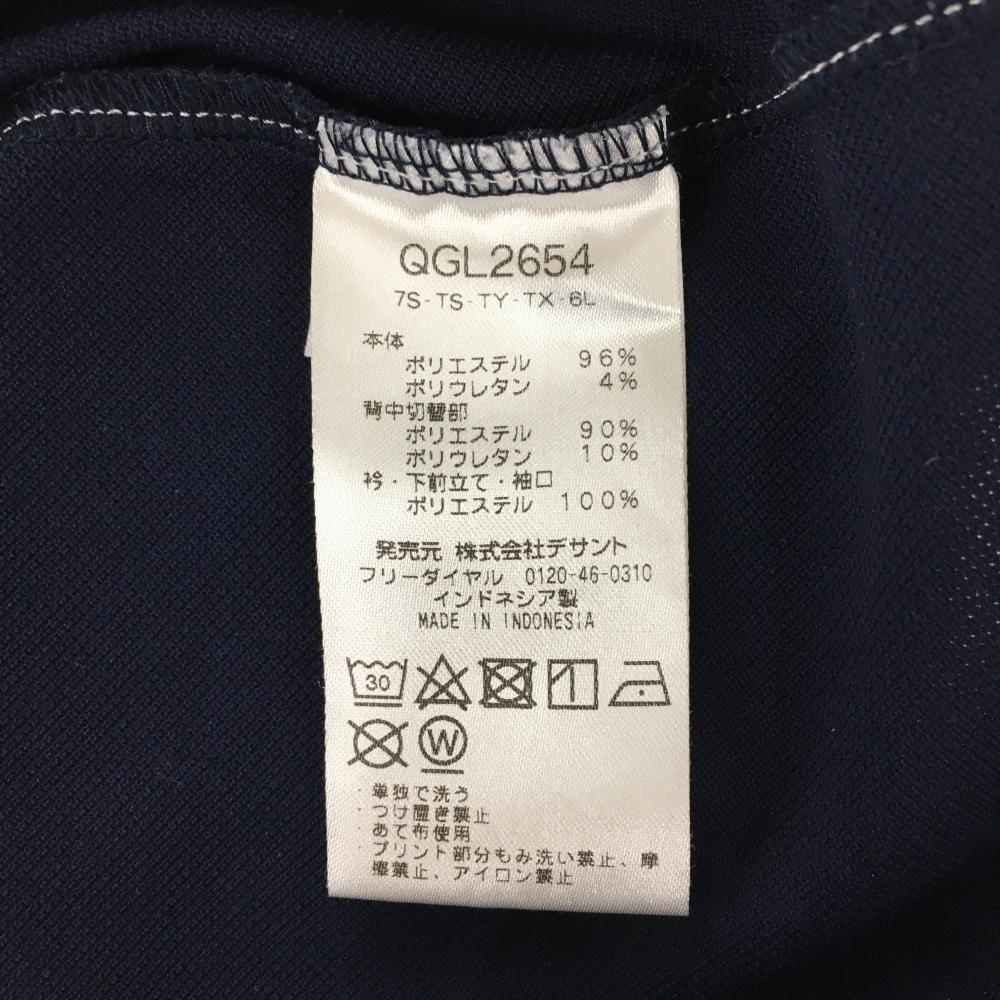 QGL2654
7S-TS-TY-TX-6L
本体
ポリエステル 96%
ポリウレタン 4%
背中切替部
ポリエステル 90%
ポリウレタン 10%
衿・下前立て・袖口
ポリエステル 100%
発売元 株式会社デサント
フリーダイヤル 0120-46-0310
インドネシア製
MADE IN INDONESIA
30
W
・単独で洗う
・つけ置き禁止
・あて布使用
・プリント部分もみ洗い禁止、摩
擦禁止、アイロン禁止